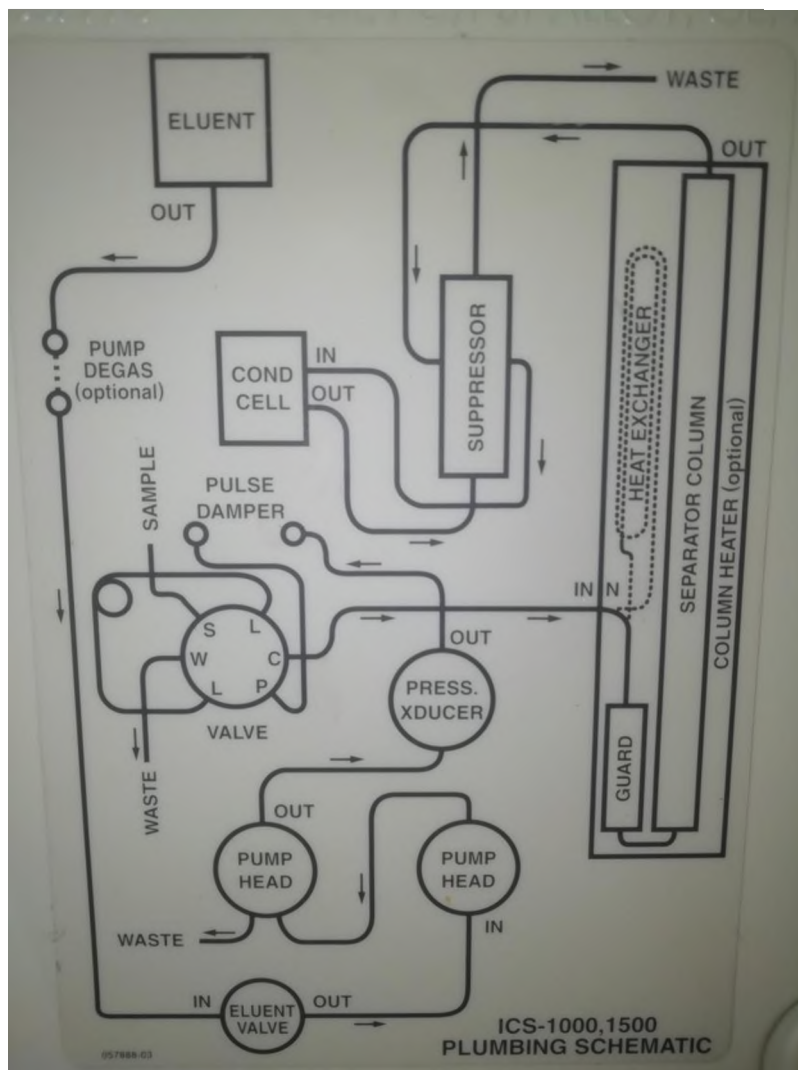 WASTE
ELUENT
OUT
OUT
PUMP
DEGAS
(optional)
COND
CELL
IN
OUT
SUPPRESSOR
HEAT EXCHANGER
SEPARATOR COLUMN
COLUMN HEATER (optional)
SAMPLE
PULSE
DAMPER
IN
N
S
L
W
C
L
P
VALVE
OUT
PRESS.
XDUCER
WASTE
GUARD
OUT
PUMP
HEAD
PUMP
HEAD
WASTE
IN
IN
ELUENT
VALVE
OUT
ICS-1000,1500
PLUMBING SCHEMATIC